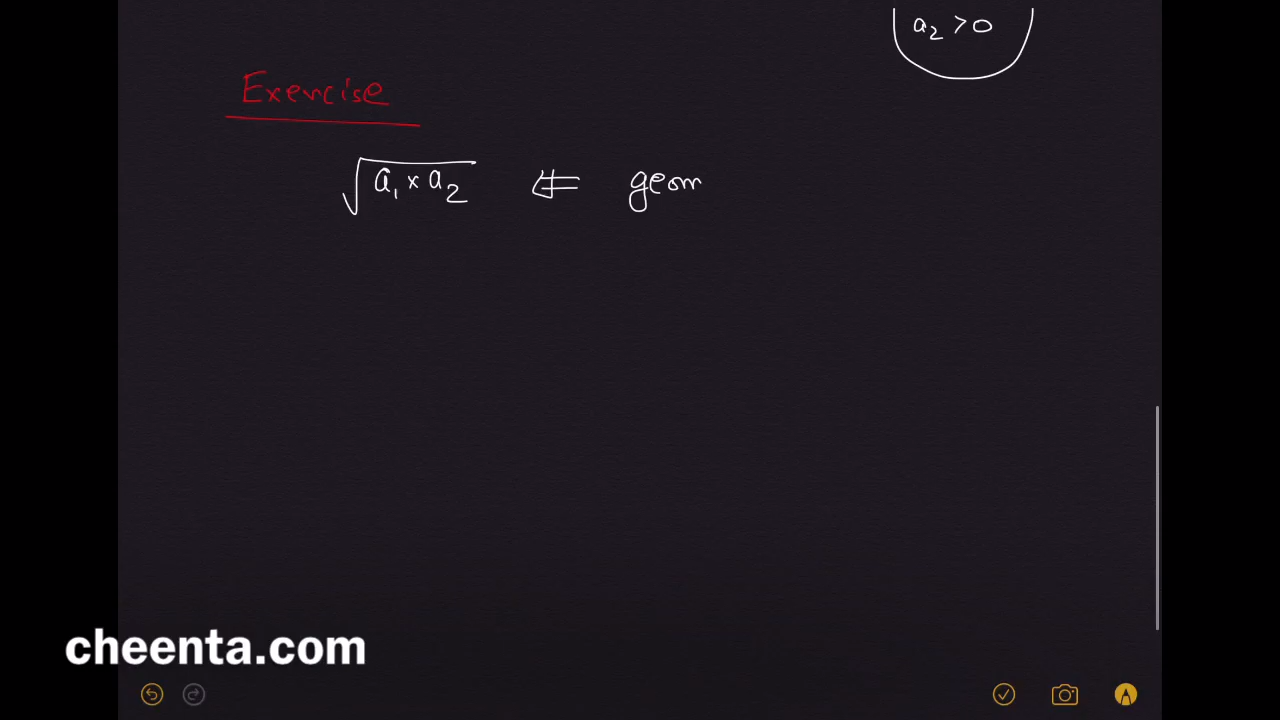 a₂ > 0
Exercise
√a₁ × a₂ ⇐ geom
cheenta.com